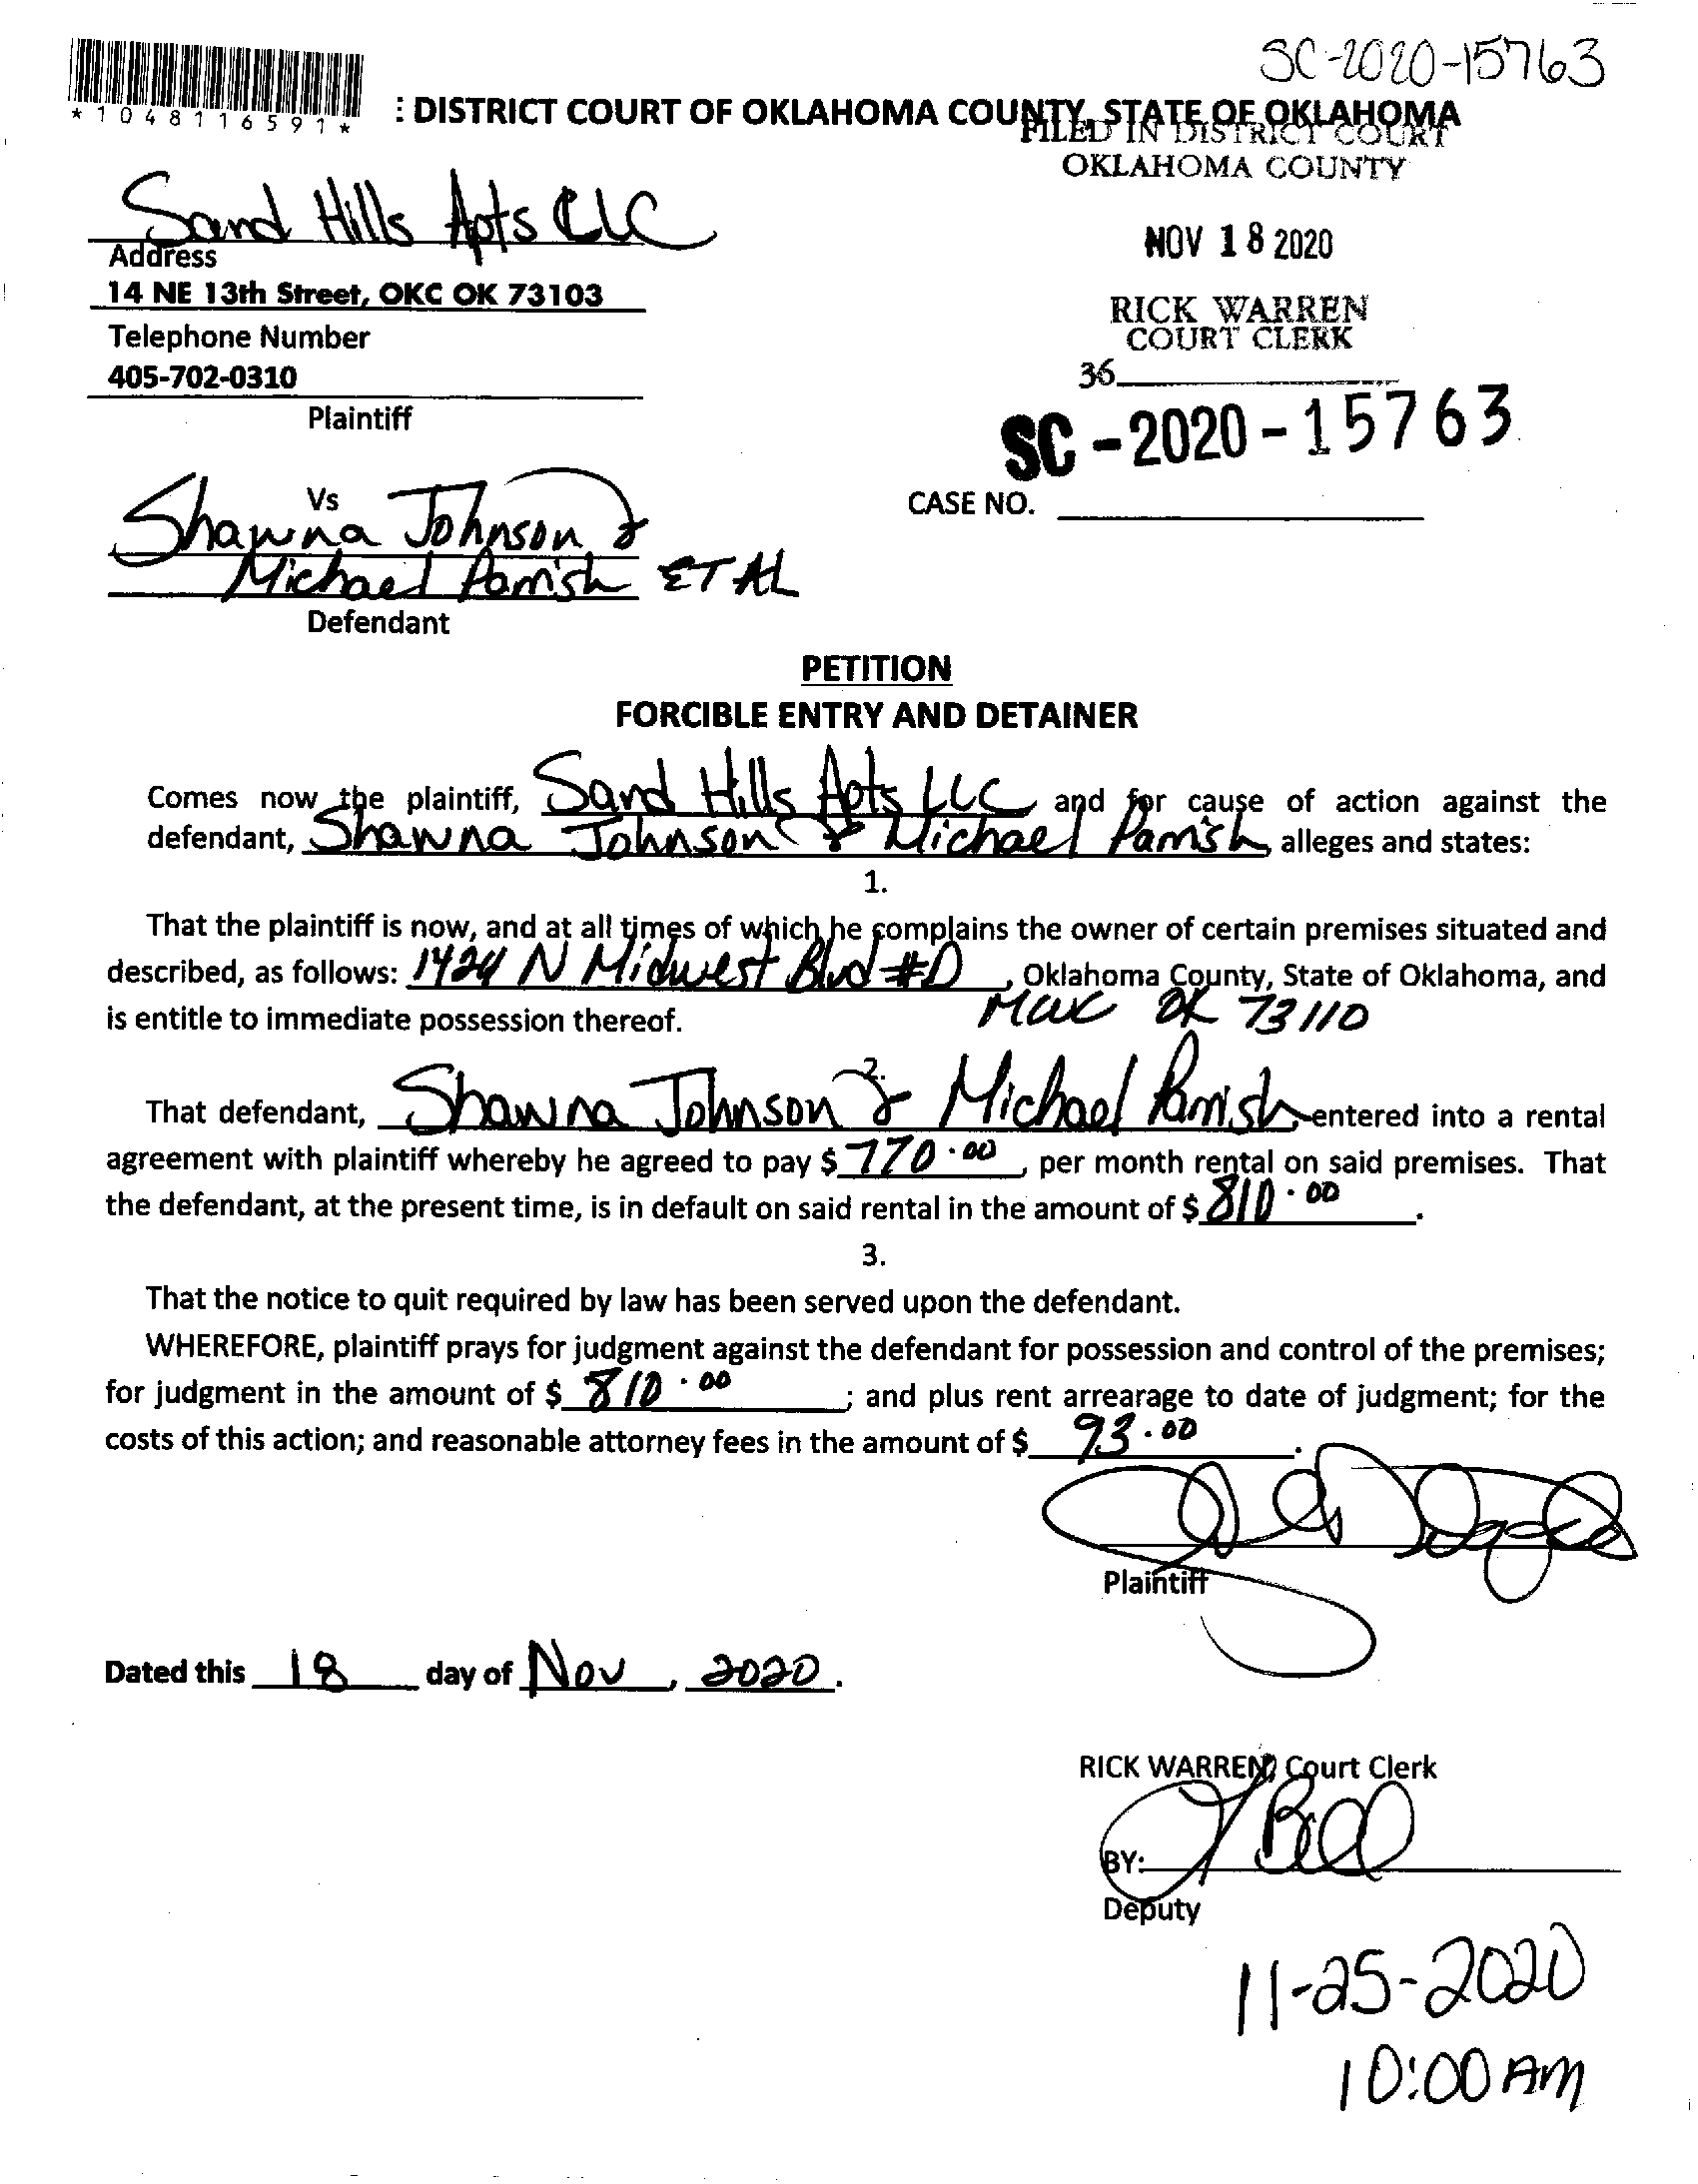 SC-2020-15763
*1048116591*
: DISTRICT COURT OF OKLAHOMA COUNTY, STATE OF OKLAHOMA
FILED IN DISTRICT COURT
OKLAHOMA COUNTY
Sand Hills Apts LLC
NOV 18 2020
Address
14 NE 13th Street, OKC OK 73103
RICK WARREN
COURT CLERK
Telephone Number
405-702-0310
36
Plaintiff
SC-2020-15763
Vs
CASE NO.
Shawna Johnson &
Michael Parrish ET AL
Defendant
PETITION
FORCIBLE ENTRY AND DETAINER
Comes now the plaintiff, Sand Hills Apts LLC and for cause of action against the
defendant, Shawna Johnson & Michael Parrish, alleges and states:
1.
That the plaintiff is now, and at all times of which he complains the owner of certain premises situated and
described, as follows: 1424 N Midwest Blvd #D, Oklahoma County, State of Oklahoma, and
is entitle to immediate possession thereof. MWC OK 73110
2.
That defendant, Shawna Johnson & Michael Parrish entered into a rental
agreement with plaintiff whereby he agreed to pay $ 770.00, per month rental on said premises. That
the defendant, at the present time, is in default on said rental in the amount of $ 810.00.
3.
That the notice to quit required by law has been served upon the defendant.
WHEREFORE, plaintiff prays for judgment against the defendant for possession and control of the premises;
for judgment in the amount of $ 810.00; and plus rent arrearage to date of judgment; for the
costs of this action; and reasonable attorney fees in the amount of $ 93.00.
Plaintiff
Dated this 18 day of Nov, 2020.
RICK WARREN, Court Clerk
BY:
Deputy
11-25-2020
10:00 AM